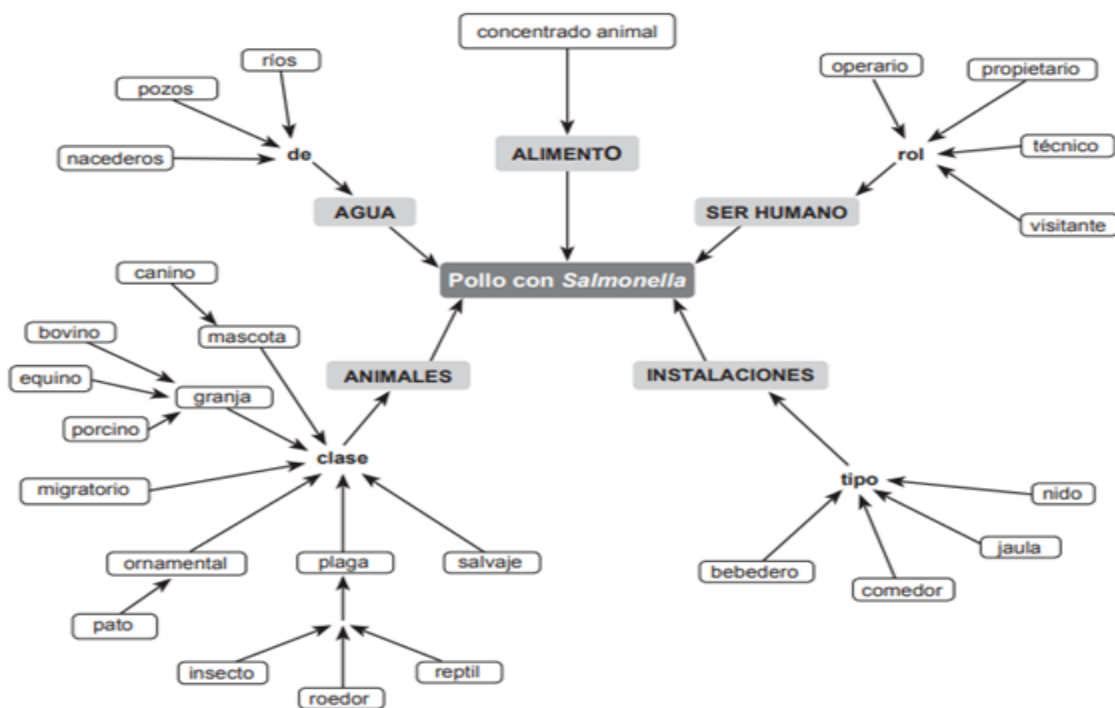 concentrado animal
ríos
pozos
nacederos
de
AGUA
ALIMENTO
operario
propietario
técnico
visitante
rol
SER HUMANO
Pollo con Salmonella
canino
mascota
bovino
equino
porcino
granja
ANIMALES
clase
migratorio
ornamental
pato
plaga
insecto
roedor
reptil
salvaje
INSTALACIONES
tipo
nido
jaula
comedor
bebedero